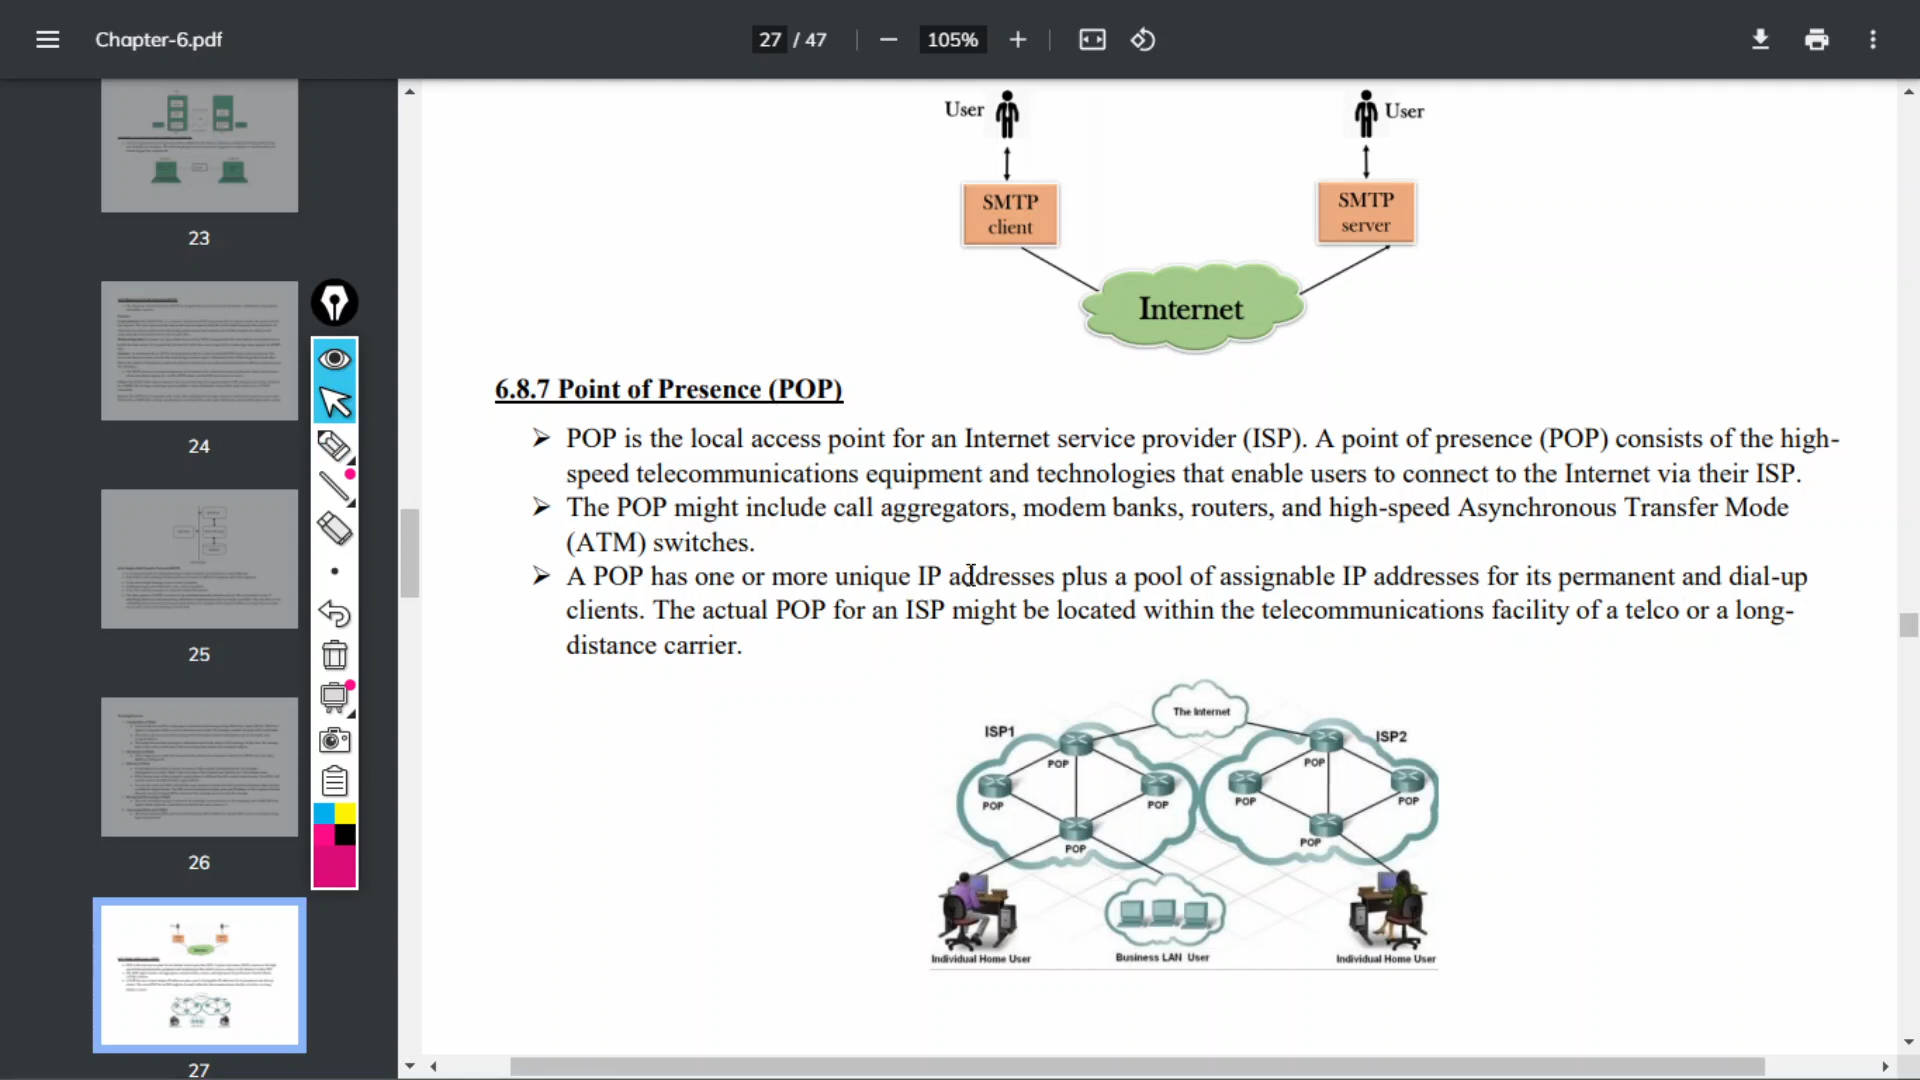 Chapter-6.pdf
27 / 47
105%
23
24
25
26
27
User
User
SMTP
client
SMTP
server
Internet
6.8.7 Point of Presence (POP)
➢ POP is the local access point for an Internet service provider (ISP). A point of presence (POP) consists of the high-
speed telecommunications equipment and technologies that enable users to connect to the Internet via their ISP.
➢ The POP might include call aggregators, modem banks, routers, and high-speed Asynchronous Transfer Mode
(ATM) switches.
➢ A POP has one or more unique IP addresses plus a pool of assignable IP addresses for its permanent and dial-up
clients. The actual POP for an ISP might be located within the telecommunications facility of a telco or a long-
distance carrier.
The Internet
ISP1
ISP2
POP
POP
POP
POP
POP
POP
POP
POP
Individual Home User
Business LAN User
Individual Home User